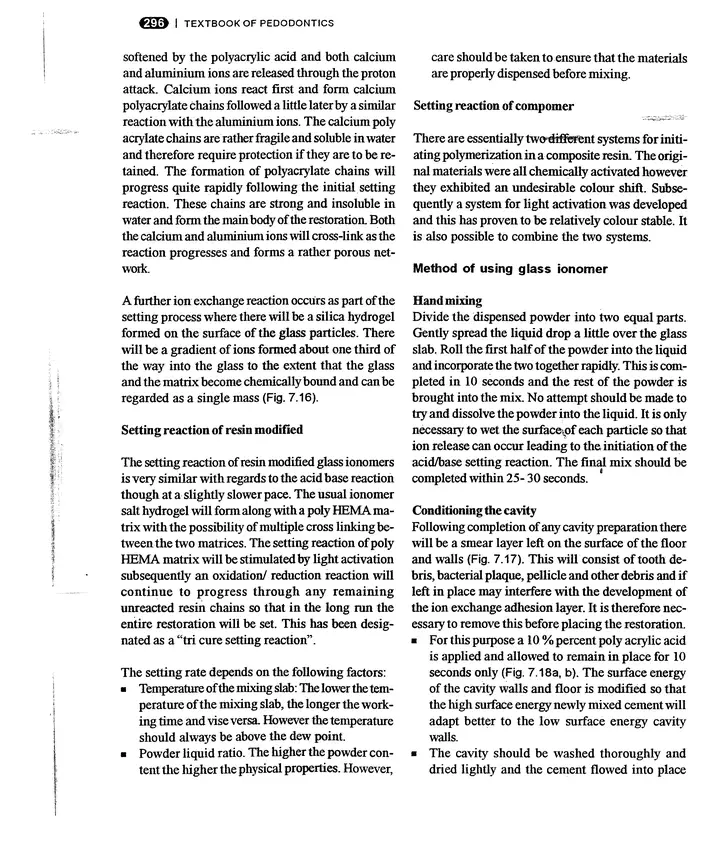 296 | TEXTBOOK OF PEDODONTICS
softened by the polyacrylic acid and both calcium
and aluminium ions are released through the proton
attack. Calcium ions react first and form calcium
polyacrylate chains followed a little later by a similar
reaction with the aluminium ions. The calcium poly
acrylate chains are rather fragile and soluble in water
and therefore require protection if they are to be re-
tained. The formation of polyacrylate chains will
progress quite rapidly following the initial setting
reaction. These chains are strong and insoluble in
water and form the main body of the restoration. Both
the calcium and aluminium ions will cross-link as the
reaction progresses and forms a rather porous net-
work.
A further ion exchange reaction occurs as part of the
setting process where there will be a silica hydrogel
formed on the surface of the glass particles. There
will be a gradient of ions formed about one third of
the way into the glass to the extent that the glass
and the matrix become chemically bound and can be
regarded as a single mass (Fig. 7.16).
Setting reaction of resin modified
The setting reaction of resin modified glass ionomers
is very similar with regards to the acid base reaction
though at a slightly slower pace. The usual ionomer
salt hydrogel will form along with a poly HEMA ma-
trix with the possibility of multiple cross linking be-
tween the two matrices. The setting reaction of poly
HEMA matrix will be stimulated by light activation
subsequently an oxidation/ reduction reaction will
continue to progress through any remaining
unreacted resin chains so that in the long run the
entire restoration will be set. This has been desig-
nated as a “tri cure setting reaction”.
The setting rate depends on the following factors:
■ Temperature of the mixing slab: The lower the tem-
perature of the mixing slab, the longer the work-
ing time and vise versa. However the temperature
should always be above the dew point.
■ Powder liquid ratio. The higher the powder con-
tent the higher the physical properties. However,
care should be taken to ensure that the materials
are properly dispensed before mixing.
Setting reaction of compomer
There are essentially two different systems for initi-
ating polymerization in a composite resin. The origi-
nal materials were all chemically activated however
they exhibited an undesirable colour shift. Subse-
quently a system for light activation was developed
and this has proven to be relatively colour stable. It
is also possible to combine the two systems.
Method of using glass ionomer
Hand mixing
Divide the dispensed powder into two equal parts.
Gently spread the liquid drop a little over the glass
slab. Roll the first half of the powder into the liquid
and incorporate the two together rapidly. This is com-
pleted in 10 seconds and the rest of the powder is
brought into the mix. No attempt should be made to
try and dissolve the powder into the liquid. It is only
necessary to wet the surface of each particle so that
ion release can occur leading to the initiation of the
acid/base setting reaction. The final mix should be
completed within 25- 30 seconds.
Conditioning the cavity
Following completion of any cavity preparation there
will be a smear layer left on the surface of the floor
and walls (Fig. 7.17). This will consist of tooth de-
bris, bacterial plaque, pellicle and other debris and if
left in place may interfere with the development of
the ion exchange adhesion layer. It is therefore nec-
essary to remove this before placing the restoration.
■ For this purpose a 10 % percent poly acrylic acid
is applied and allowed to remain in place for 10
seconds only (Fig. 7.18a, b). The surface energy
of the cavity walls and floor is modified so that
the high surface energy newly mixed cement will
adapt better to the low surface energy cavity
walls.
■ The cavity should be washed thoroughly and
dried lightly and the cement flowed into place